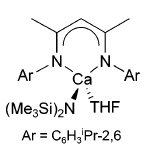 N N
Ar Ca Ar
(Me₃Si)₂N THF
Ar = C₆H₃ⁱPr-2,6